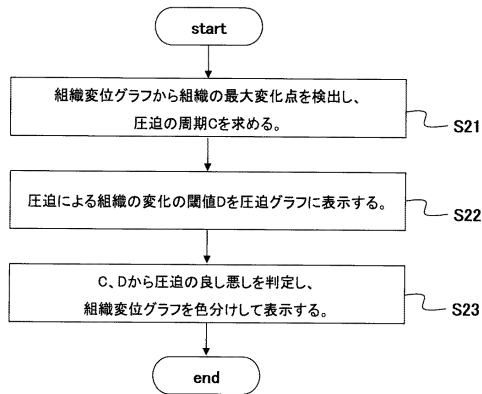 start
組織変位グラフから組織の最大変化点を検出し、
圧迫の周期Cを求める。
S21
圧迫による組織の変化の閾値Dを圧迫グラフに表示する。
S22
C、Dから圧迫の良し悪しを判定し、
組織変位グラフを色分けして表示する。
S23
end